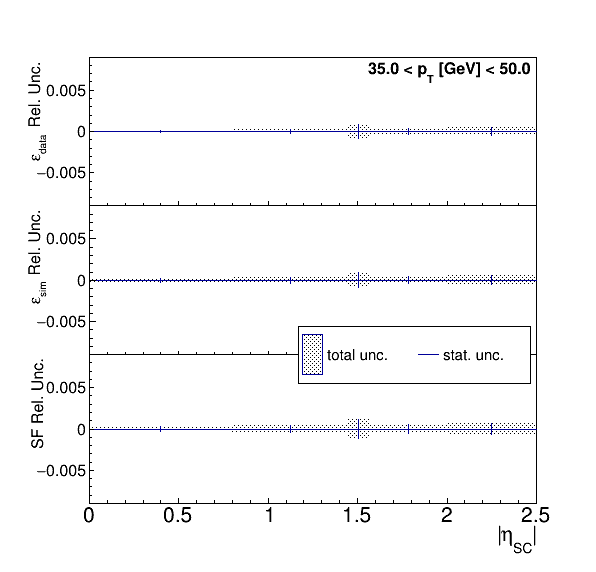 35.0 < p_T [GeV] < 50.0
ε_data Rel. Unc.
0.005
0
−0.005
ε_sim Rel. Unc.
0.005
0
−0.005
total unc.
stat. unc.
SF Rel. Unc.
0.005
0
−0.005
0 0.5 1 1.5 2 2.5
|η_SC|